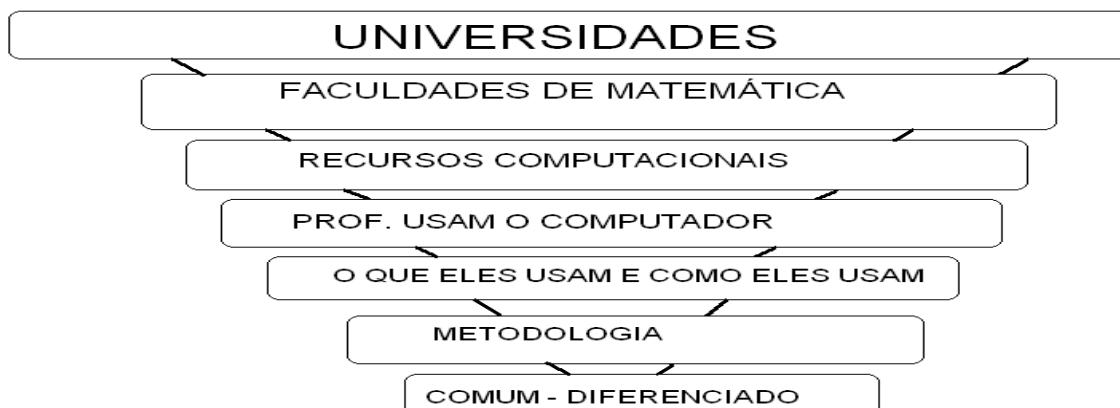 UNIVERSIDADES
FACULDADES DE MATEMÁTICA
RECURSOS COMPUTACIONAIS
PROF. USAM O COMPUTADOR
O QUE ELES USAM E COMO ELES USAM
METODOLOGIA
COMUM - DIFERENCIADO